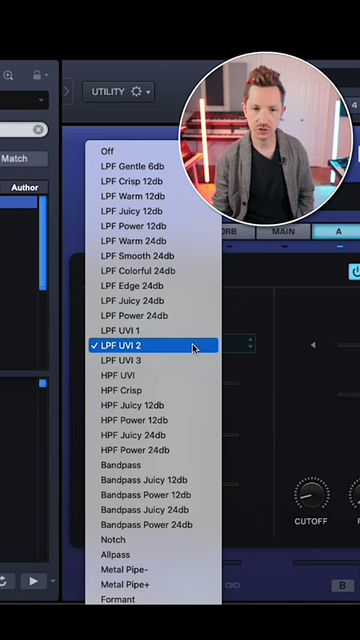 UTILITY
4
Match
Author
ORB
MAIN
A
Off
LPF Gentle 6db
LPF Crisp 12db
LPF Warm 12db
LPF Juicy 12db
LPF Power 12db
LPF Warm 24db
LPF Smooth 24db
LPF Colorful 24db
LPF Edge 24db
LPF Juicy 24db
LPF Power 24db
LPF UVI 1
✓ LPF UVI 2
LPF UVI 3
HPF UVI
HPF Crisp
HPF Juicy 12db
HPF Power 12db
HPF Juicy 24db
HPF Power 24db
Bandpass
Bandpass Juicy 12db
Bandpass Power 12db
Bandpass Juicy 24db
Bandpass Power 24db
Notch
Allpass
Metal Pipe-
Metal Pipe+
Formant
CUTOFF
B